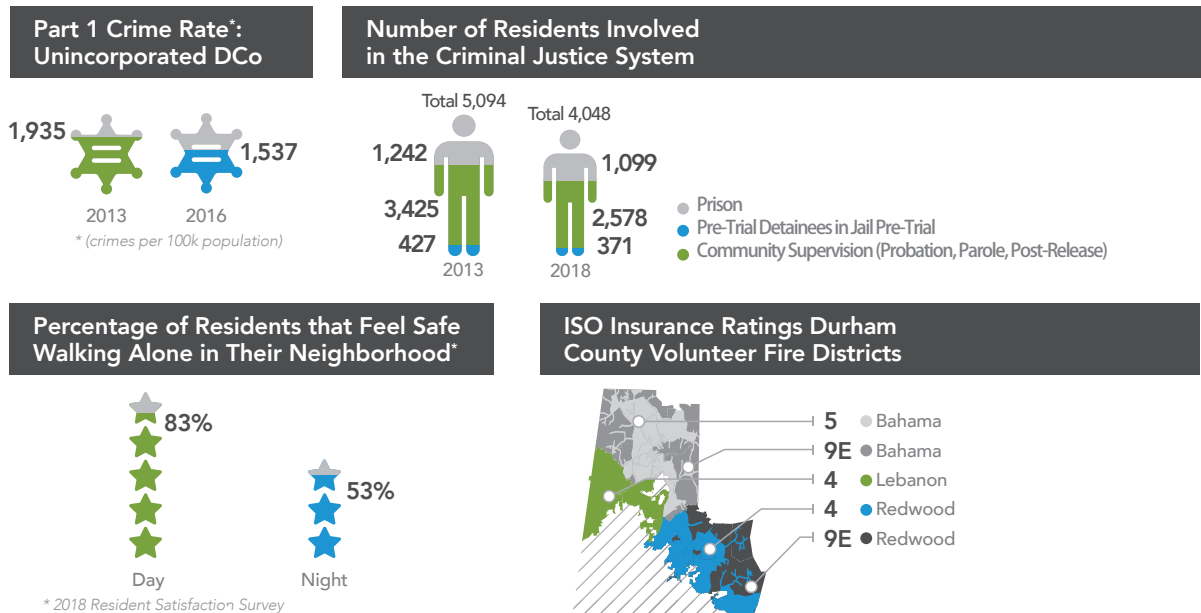 Part 1 Crime Rate*:
Unincorporated DCo
1,935
1,537
2013
2016
* (crimes per 100k population)
Number of Residents Involved
in the Criminal Justice System
Total 5,094
1,242
3,425
427
2013
Total 4,048
1,099
2,578
371
2018
Prison
Pre-Trial Detainees in Jail Pre-Trial
Community Supervision (Probation, Parole, Post-Release)
Percentage of Residents that Feel Safe
Walking Alone in Their Neighborhood*
83%
Day
53%
Night
* 2018 Resident Satisfaction Survey
ISO Insurance Ratings Durham
County Volunteer Fire Districts
5 Bahama
9E Bahama
4 Lebanon
4 Redwood
9E Redwood